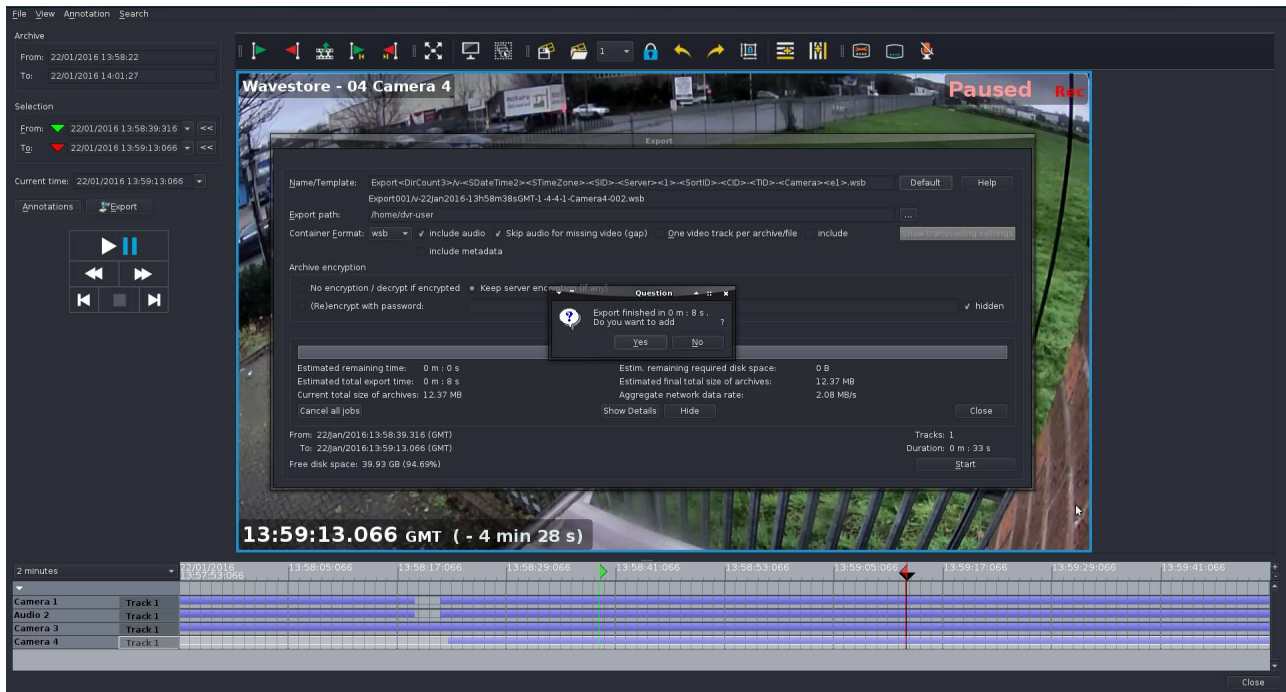 File View Annotation Search
Archive
From: 22/01/2016 13:58:22
To: 22/01/2016 14:01:27
Selection
From: 22/01/2016 13:58:39:316 <<
To: 22/01/2016 13:59:13:066 <<
Current time: 22/01/2016 13:59:13:066
Annotations Export
1
Wavestore - 04 Camera 4 Paused Rec
Export
Name/Template: Export<DirCount3>/v-<SDateTime2><STimeZone>-<SID>-<Server><1>-<SortID>-<CID>-<TID>-<Camera><e1>.wsb Default Help
Export001/v-22Jan2016-13h58m38sGMT-1-4-4-1-Camera4-002.wsb
Export path: /home/dvr-user ...
Container Format: wsb include audio Skip audio for missing video (gap) One video track per archive/file include Show transcoding settings
include metadata
Archive encryption
No encryption / decrypt if encrypted Keep server encryption (if any)
(Re)encrypt with password: hidden
Question
Export finished in 0 m : 8 s .
Do you want to add ?
Yes No
Estimated remaining time: 0 m : 0 s Estim. remaining required disk space: 0 B
Estimated total export time: 0 m : 8 s Estimated final total size of archives: 12.37 MB
Current total size of archives: 12.37 MB Aggregate network data rate: 2.08 MB/s
Cancel all jobs Show Details Hide Close
From: 22/Jan/2016:13:58:39.316 (GMT) Tracks: 1
To: 22/Jan/2016:13:59:13.066 (GMT) Duration: 0 m : 33 s
Free disk space: 39.93 GB (94.69%) Start
13:59:13.066 GMT ( - 4 min 28 s)
2 minutes 22/01/2016 13:58:05:066 13:58:17:066 13:58:29:066 13:58:41:066 13:58:53:066 13:59:05:066 13:59:17:066 13:59:29:066 13:59:41:066
13:57:53:066
Camera 1 Track 1
Audio 2 Track 1
Camera 3 Track 1
Camera 4 Track 1
Close